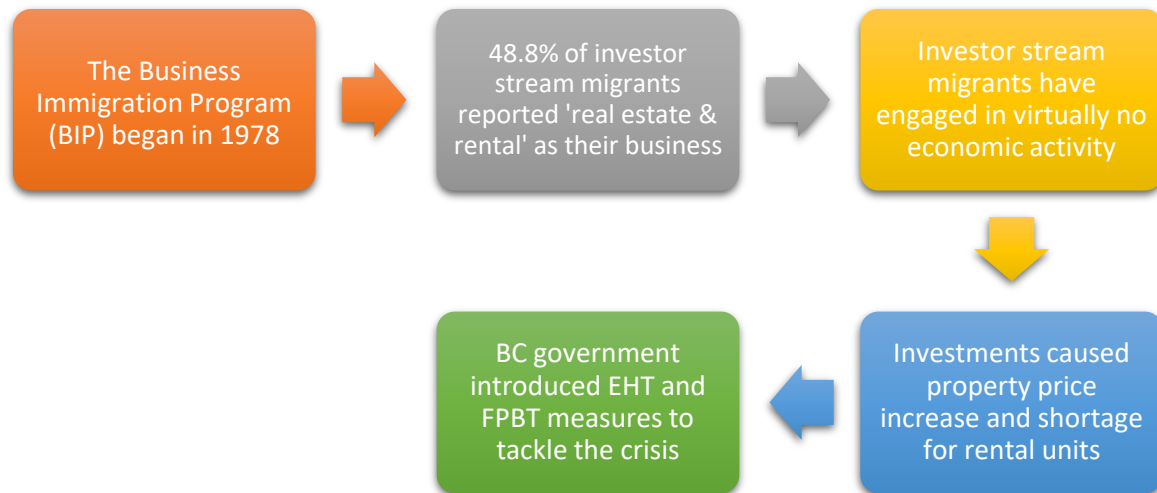 The Business
Immigration Program
(BIP) began in 1978
48.8% of investor
stream migrants
reported 'real estate &
rental' as their business
Investor stream
migrants have
engaged in virtually no
economic activity
Investments caused
property price
increase and shortage
for rental units
BC government
introduced EHT and
FPBT measures to
tackle the crisis